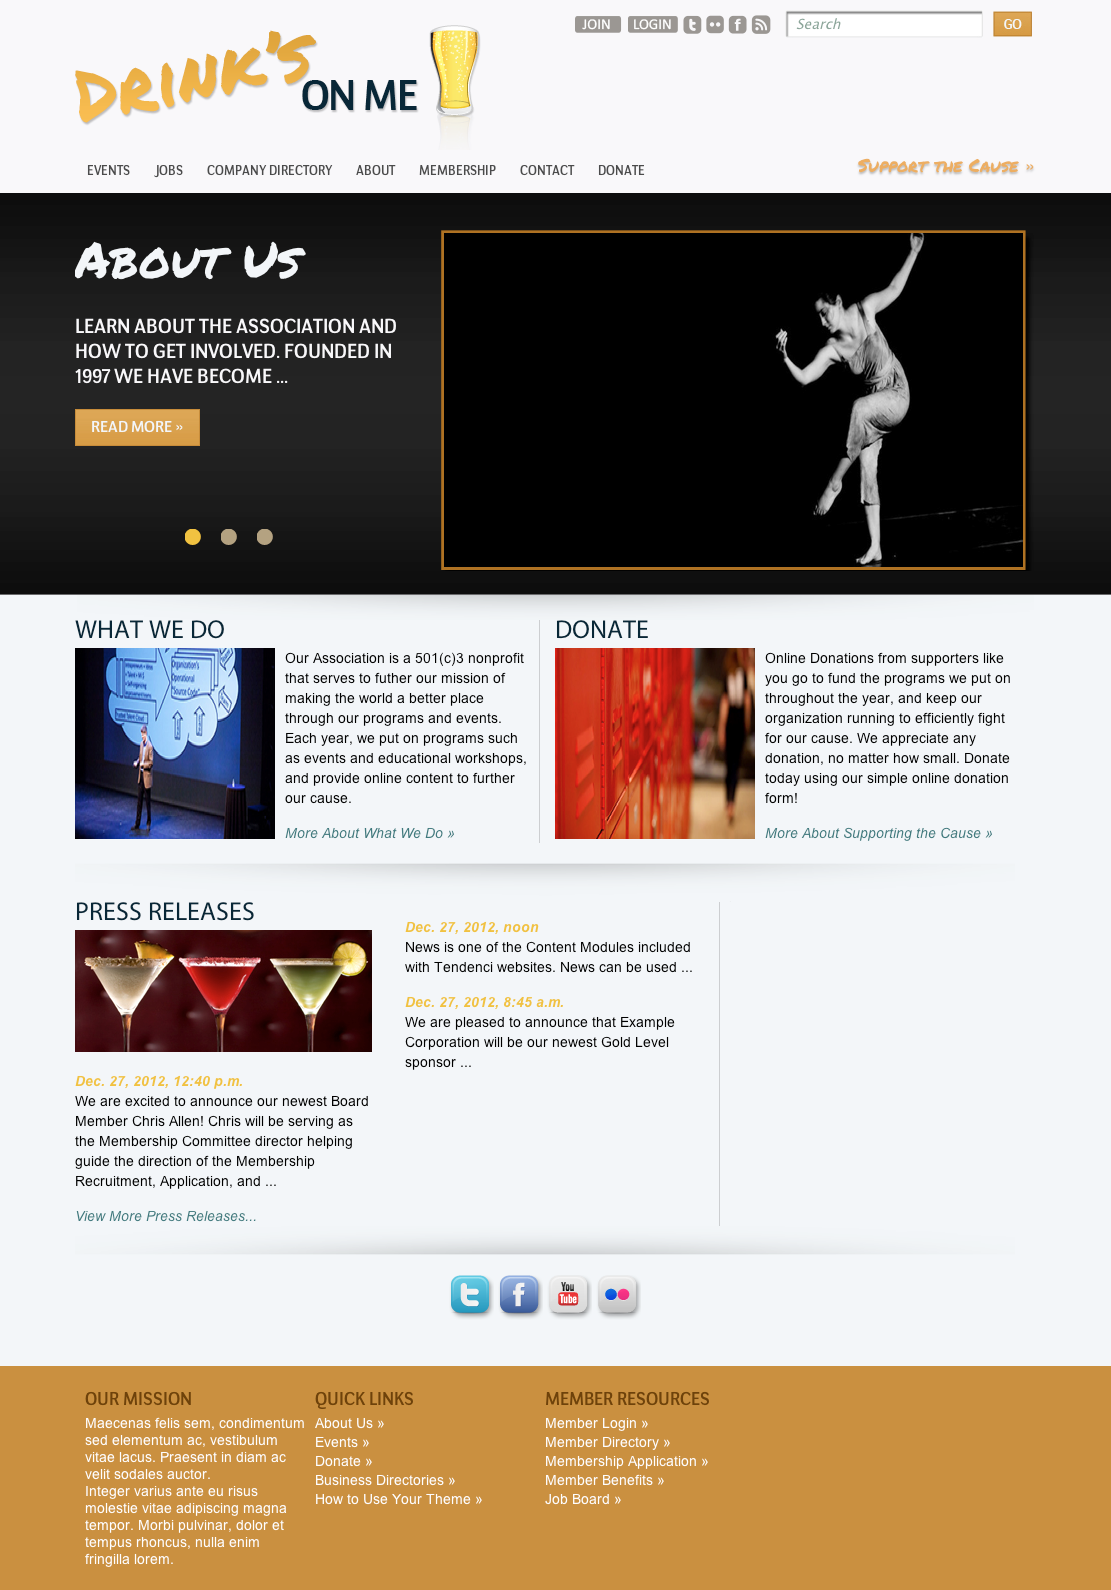 JOIN
LOGIN
Search
GO
DRINK'S
ON ME
EVENTS
JOBS
COMPANY DIRECTORY
ABOUT
MEMBERSHIP
CONTACT
DONATE
Support the Cause »
About Us
LEARN ABOUT THE ASSOCIATION AND
HOW TO GET INVOLVED. FOUNDED IN
1997 WE HAVE BECOME ...
READ MORE »
WHAT WE DO
Organization's
Operational
"Source Code"
Our Association is a 501(c)3 nonprofit
that serves to futher our mission of
making the world a better place
through our programs and events.
Each year, we put on programs such
as events and educational workshops,
and provide online content to further
our cause.
More About What We Do »
DONATE
Online Donations from supporters like
you go to fund the programs we put on
throughout the year, and keep our
organization running to efficiently fight
for our cause. We appreciate any
donation, no matter how small. Donate
today using our simple online donation
form!
More About Supporting the Cause »
PRESS RELEASES
Dec. 27, 2012, 12:40 p.m.
We are excited to announce our newest Board
Member Chris Allen! Chris will be serving as
the Membership Committee director helping
guide the direction of the Membership
Recruitment, Application, and ...
View More Press Releases...
Dec. 27, 2012, noon
News is one of the Content Modules included
with Tendenci websites. News can be used ...
Dec. 27, 2012, 8:45 a.m.
We are pleased to announce that Example
Corporation will be our newest Gold Level
sponsor ...
You
Tube
OUR MISSION
Maecenas felis sem, condimentum
sed elementum ac, vestibulum
vitae lacus. Praesent in diam ac
velit sodales auctor.
Integer varius ante eu risus
molestie vitae adipiscing magna
tempor. Morbi pulvinar, dolor et
tempus rhoncus, nulla enim
fringilla lorem.
QUICK LINKS
About Us »
Events »
Donate »
Business Directories »
How to Use Your Theme »
MEMBER RESOURCES
Member Login »
Member Directory »
Membership Application »
Member Benefits »
Job Board »